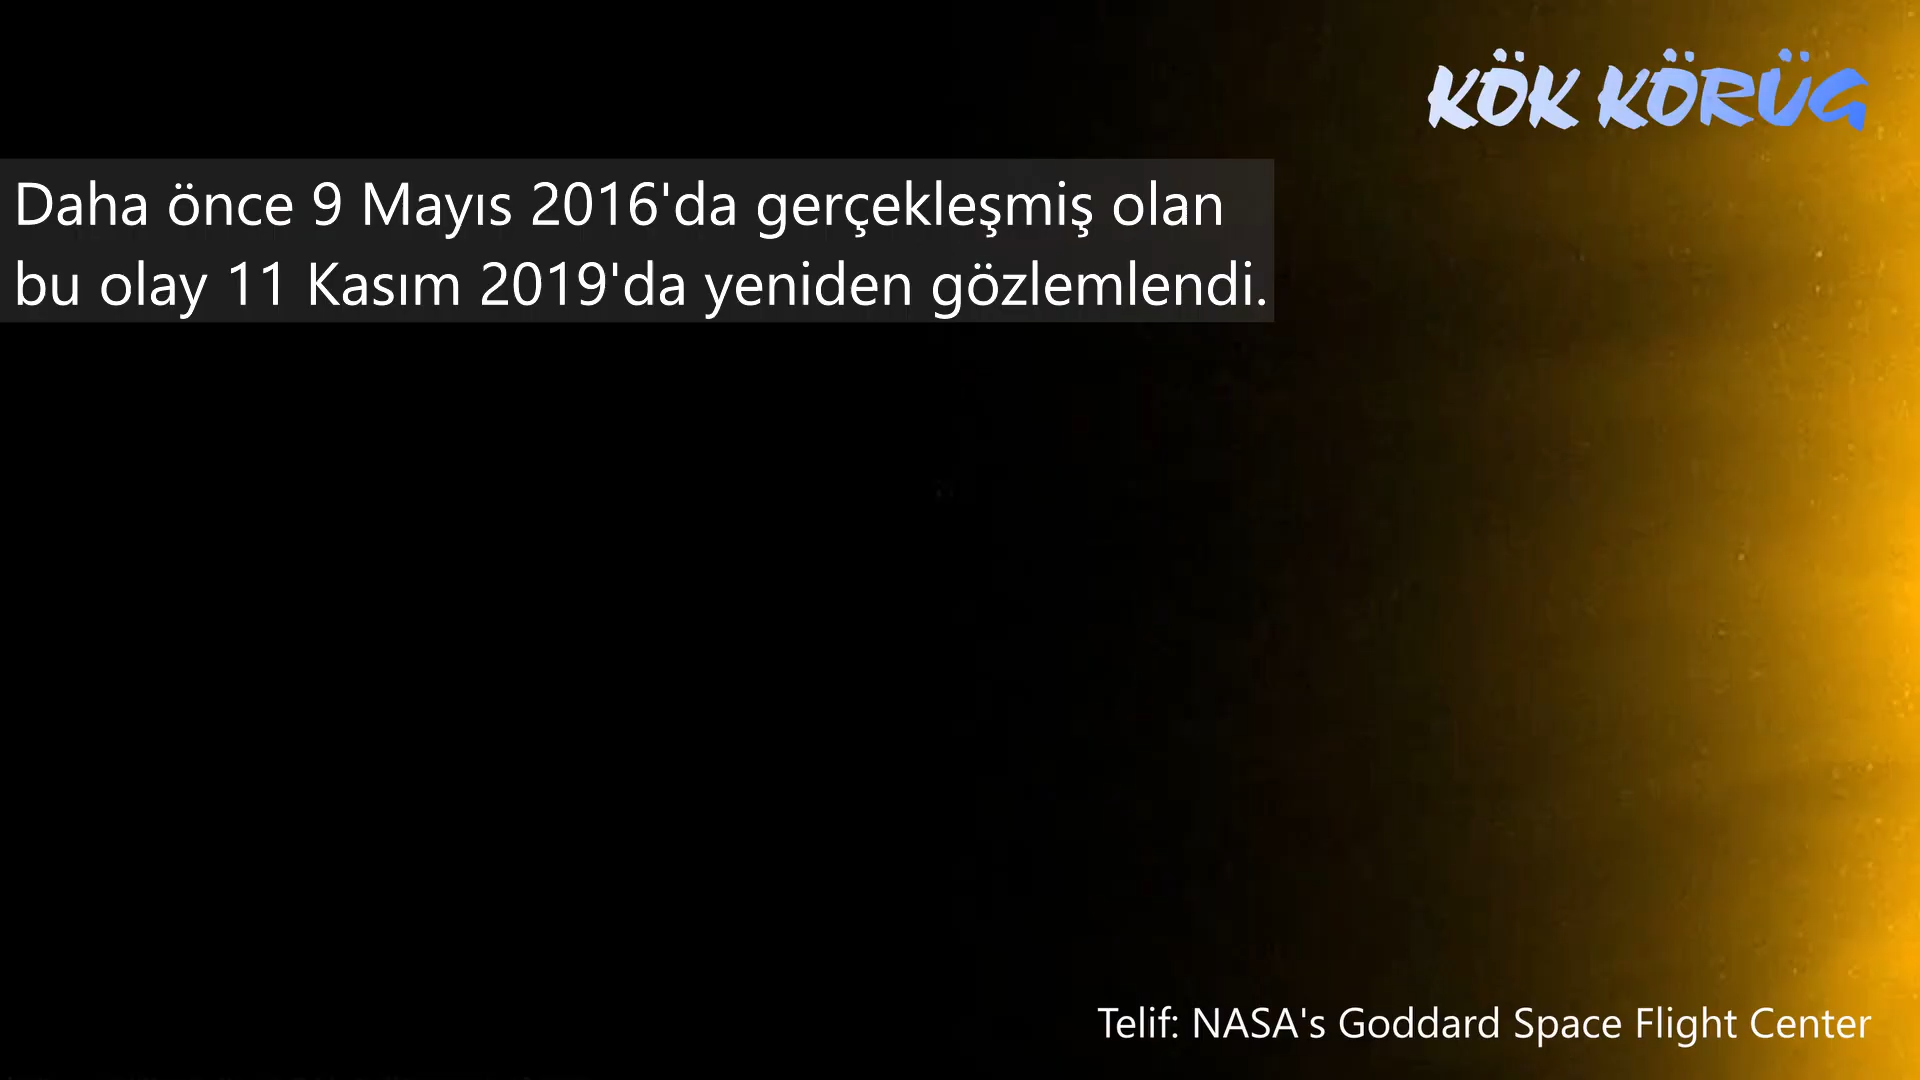 KÖK KÖRÜG
Daha önce 9 Mayıs 2016'da gerçekleşmiş olan
bu olay 11 Kasım 2019'da yeniden gözlemlendi.
Telif: NASA's Goddard Space Flight Center